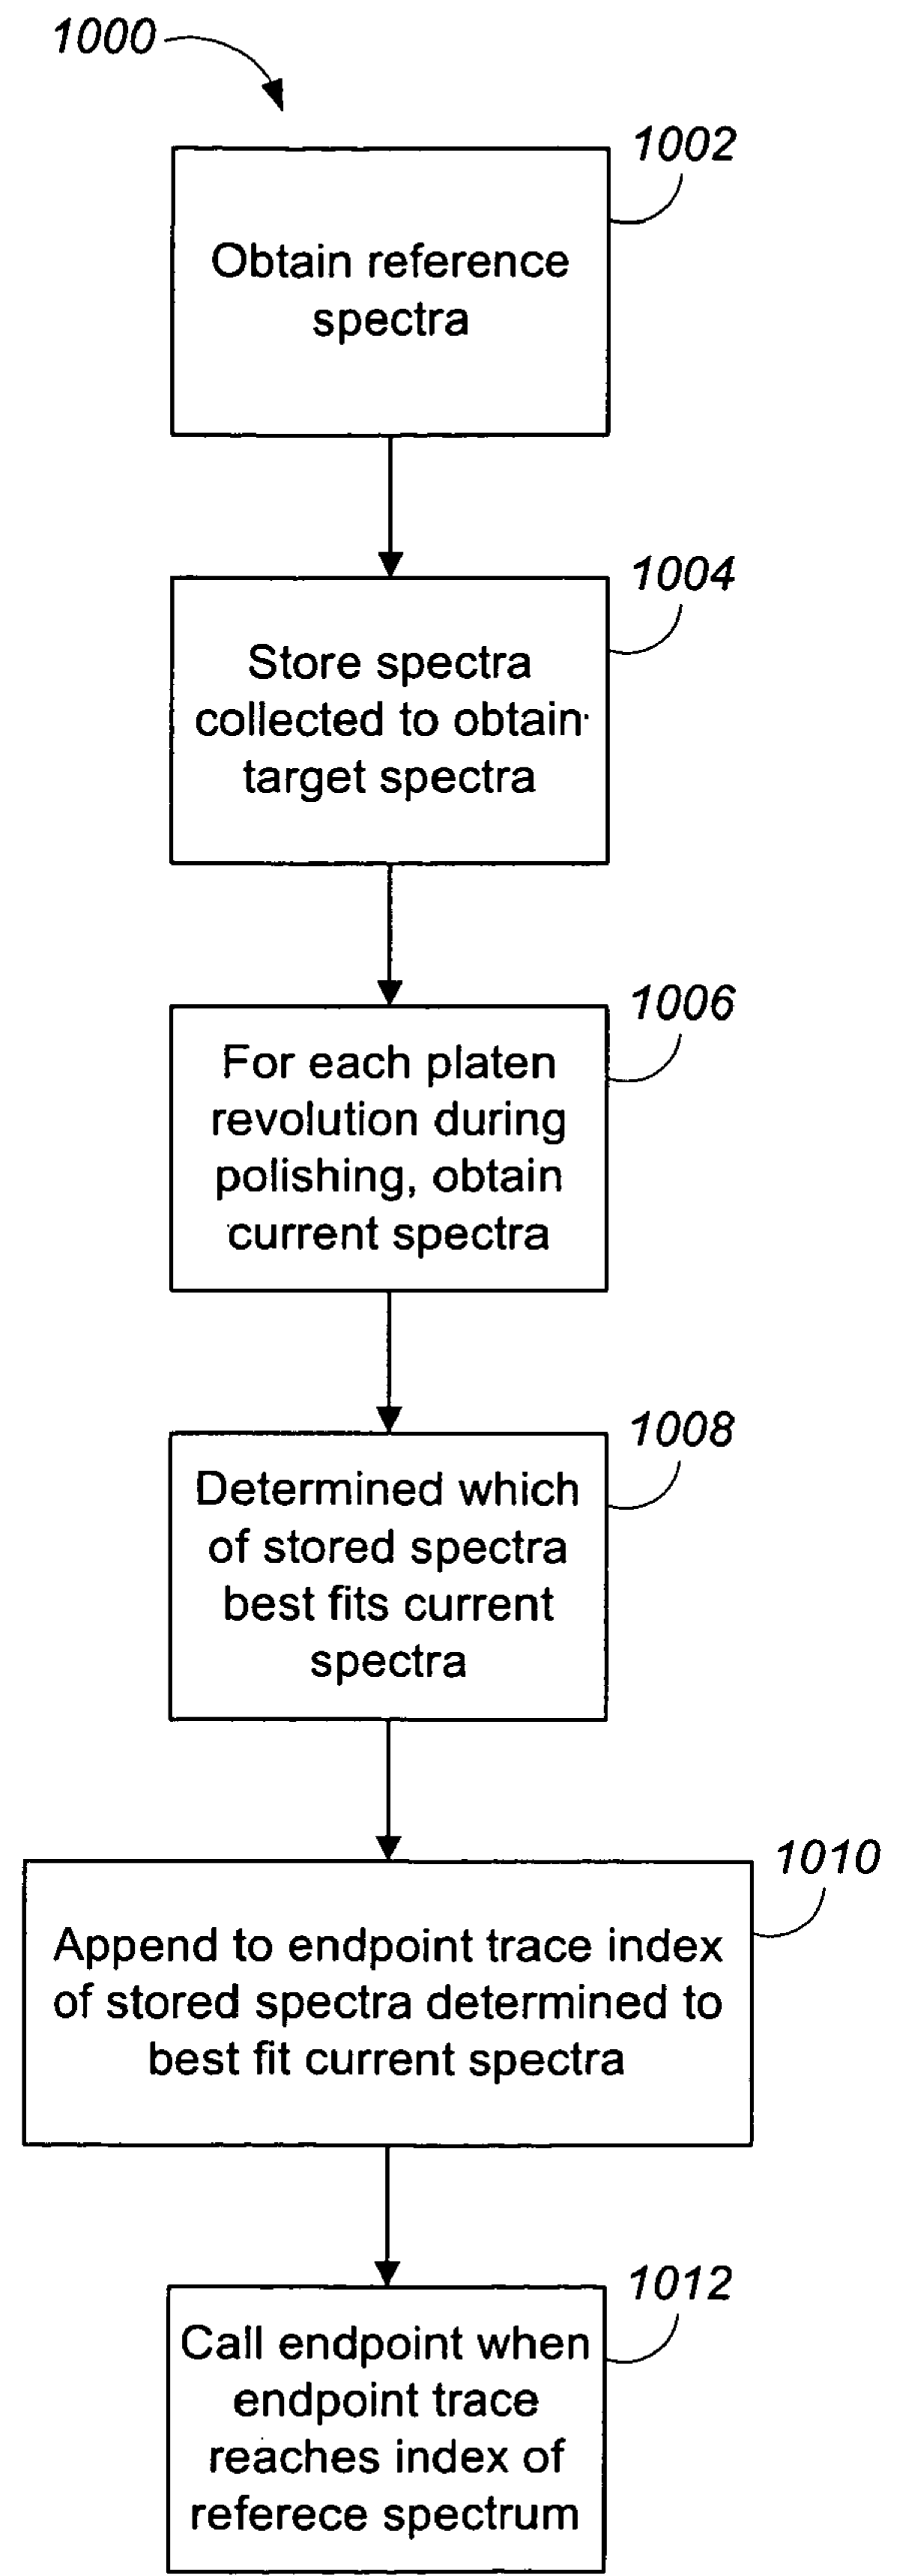 1000
1002
Obtain reference
spectra
1004
Store spectra
collected to obtain
target spectra
1006
For each platen
revolution during
polishing, obtain
current spectra
1008
Determined which
of stored spectra
best fits current
spectra
1010
Append to endpoint trace index
of stored spectra determined to
best fit current spectra
1012
Call endpoint when
endpoint trace
reaches index of
referece spectrum